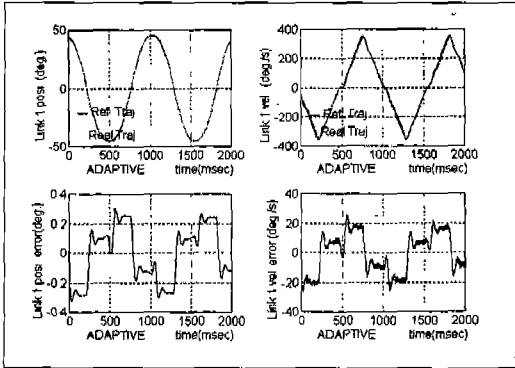 50
0
-50
Link 1 posi. (deg.)
Ref. Traj
Real Traj
0 500 1000 1500 2000
ADAPTIVE time(msec)
400
200
0
-200
-400
Link 1 vel (deg/s)
Ref. Traj
Real Traj
0 500 1000 1500 2000
ADAPTIVE time(msec)
0.4
0.2
0
-0.2
-0.4
Link 1 posi error(deg.)
0 500 1000 1500 2000
ADAPTIVE time(msec)
40
20
0
-20
-40
Link 1 vel error(deg/s)
0 500 1000 1500 2000
ADAPTIVE time(msec)